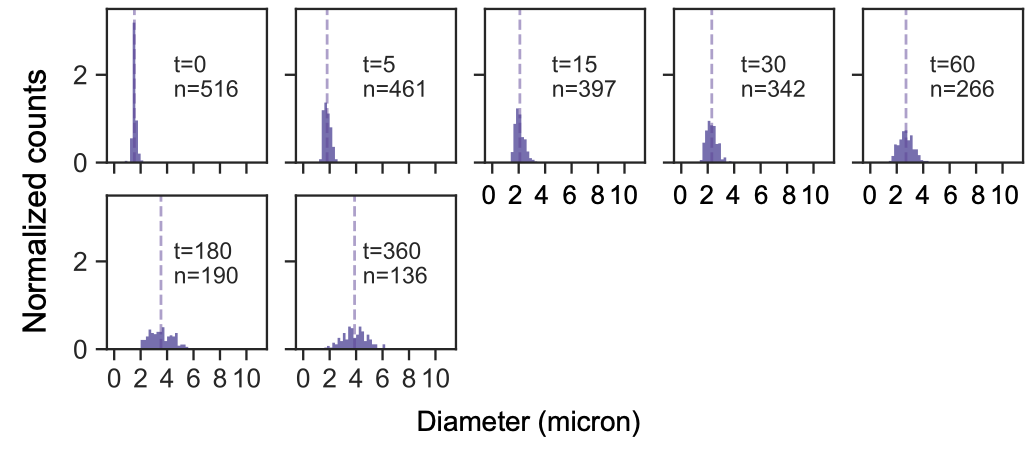 Normalized counts
2
0
t=0
n=516
t=5
n=461
t=15
n=397
t=30
n=342
t=60
n=266
0 2 4 6 8 10
0 2 4 6 8 10
0 2 4 6 8 10
2
0
t=180
n=190
t=360
n=136
0 2 4 6 8 10
0 2 4 6 8 10
Diameter (micron)